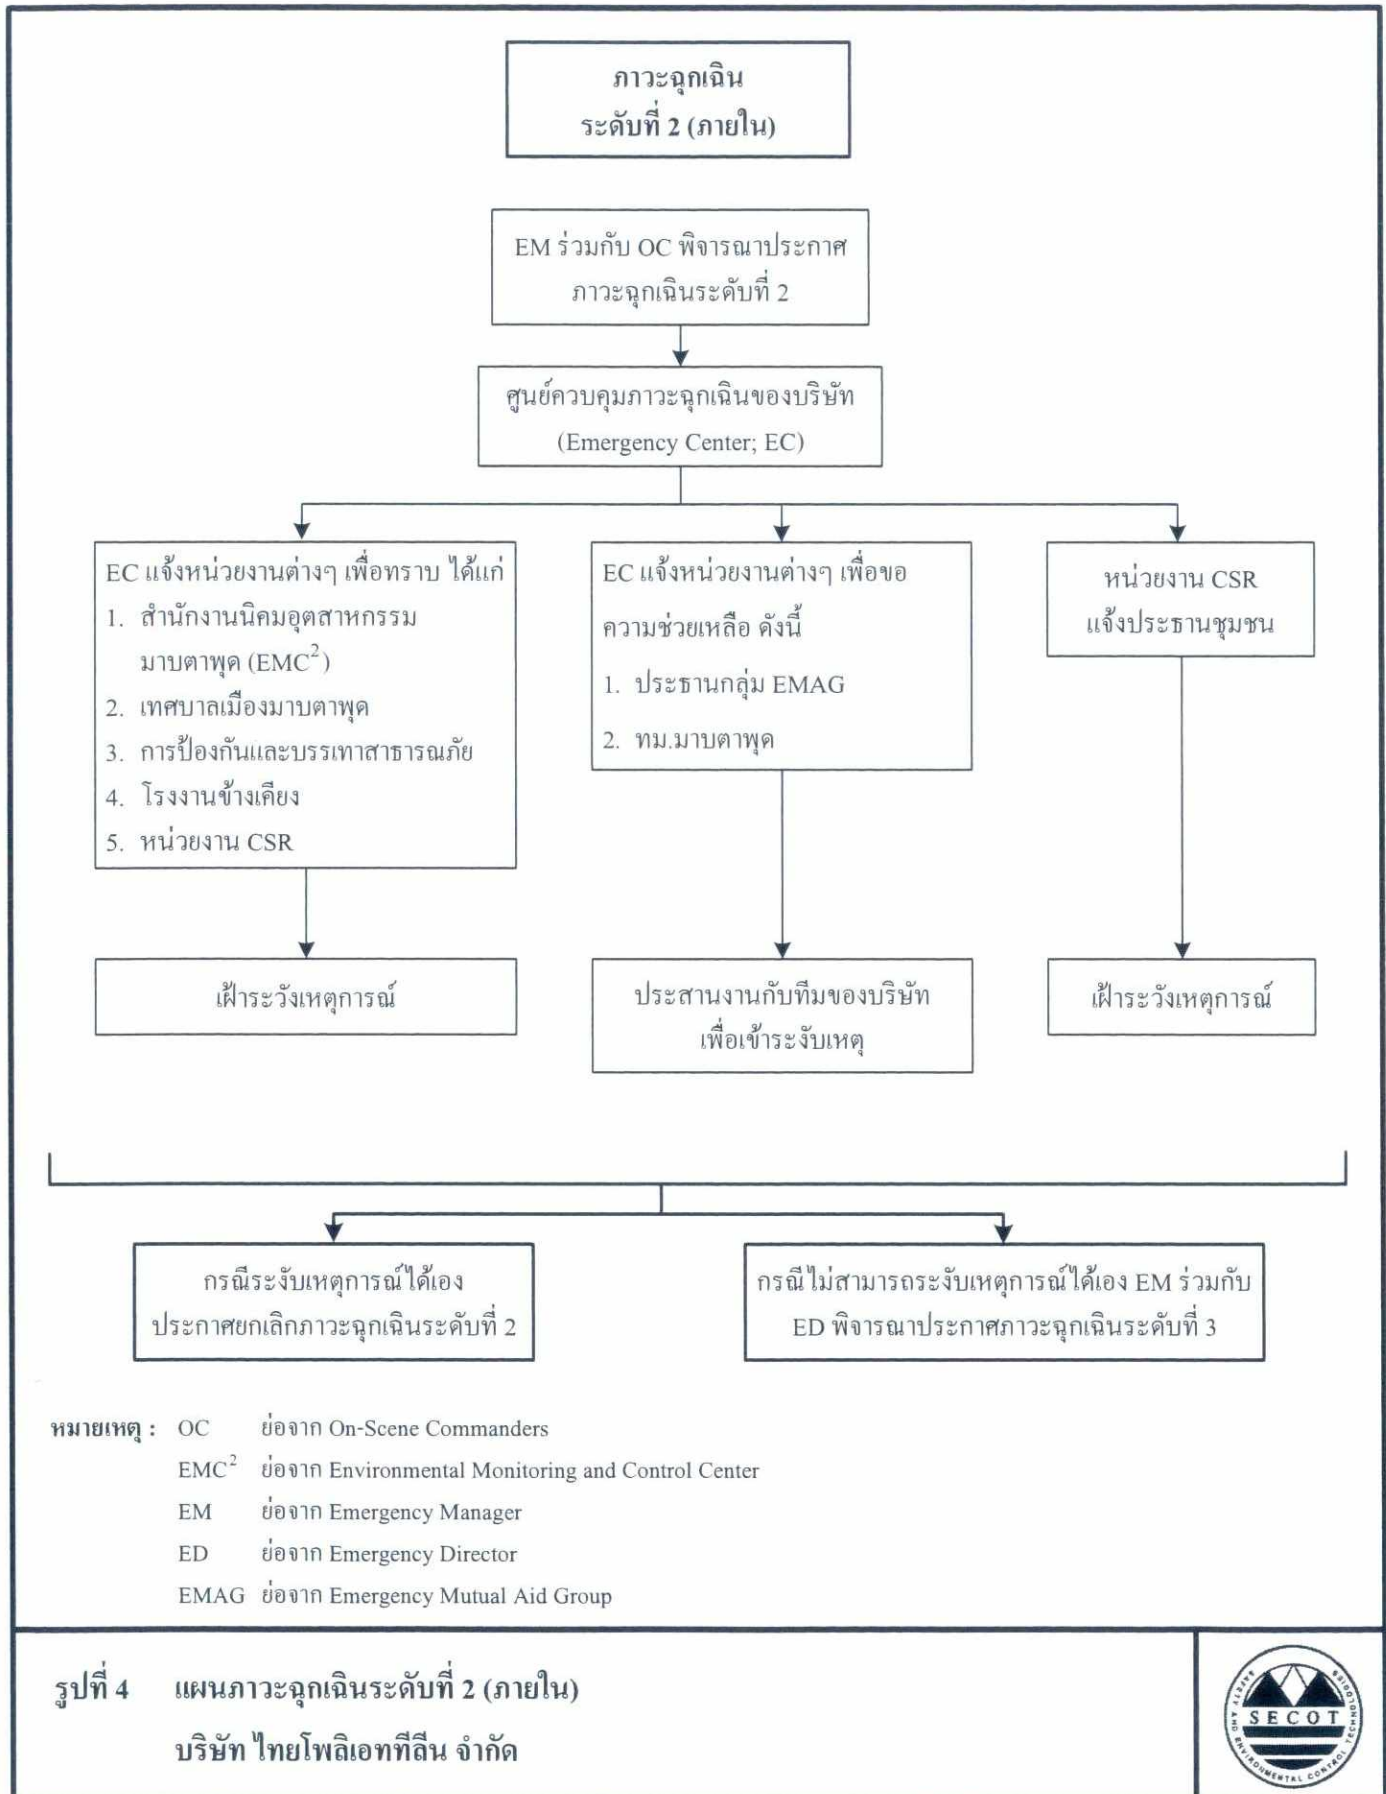 ภาวะฉุกเฉิน
ระดับที่ 2 (ภายใน)
EM ร่วมกับ OC พิจารณาประกาศ
ภาวะฉุกเฉินระดับที่ 2
ศูนย์ควบคุมภาวะฉุกเฉินของบริษัท
(Emergency Center; EC)
EC แจ้งหน่วยงานต่างๆ เพื่อทราบ ได้แก่
1. สำนักงานนิคมอุตสาหกรรม
มาบตาพุด (EMC²)
2. เทศบาลเมืองมาบตาพุด
3. การป้องกันและบรรเทาสาธารณภัย
4. โรงงานข้างเคียง
5. หน่วยงาน CSR
EC แจ้งหน่วยงานต่างๆ เพื่อขอ
ความช่วยเหลือ ดังนี้
1. ประธานกลุ่ม EMAG
2. ทม.มาบตาพุด
หน่วยงาน CSR
แจ้งประธานชุมชน
เฝ้าระวังเหตุการณ์
ประสานงานกับทีมของบริษัท
เพื่อเข้าระงับเหตุ
เฝ้าระวังเหตุการณ์
กรณีระงับเหตุการณ์ได้เอง
ประกาศยกเลิกภาวะฉุกเฉินระดับที่ 2
กรณีไม่สามารถระงับเหตุการณ์ได้เอง EM ร่วมกับ
ED พิจารณาประกาศภาวะฉุกเฉินระดับที่ 3
หมายเหตุ : OC ย่อจาก On-Scene Commanders
EMC² ย่อจาก Environmental Monitoring and Control Center
EM ย่อจาก Emergency Manager
ED ย่อจาก Emergency Director
EMAG ย่อจาก Emergency Mutual Aid Group
รูปที่ 4 แผนภาวะฉุกเฉินระดับที่ 2 (ภายใน)
บริษัท ไทยโพลิเอททีลีน จำกัด
SECOT
SAFETY AND ENVIRONMENTAL CONTROL TECHNOLOGIES